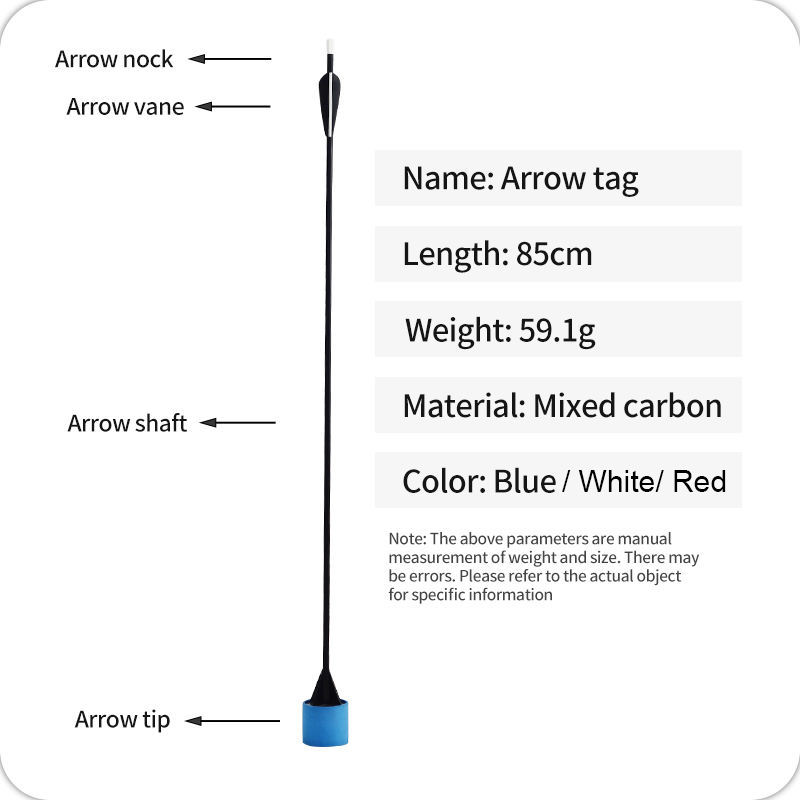 Arrow nock
Arrow vane
Name: Arrow tag
Length: 85cm
Weight: 59.1g
Material: Mixed carbon
Color: Blue / White/ Red
Arrow shaft
Note: The above parameters are manual
measurement of weight and size. There may
be errors. Please refer to the actual object
for specific information
Arrow tip